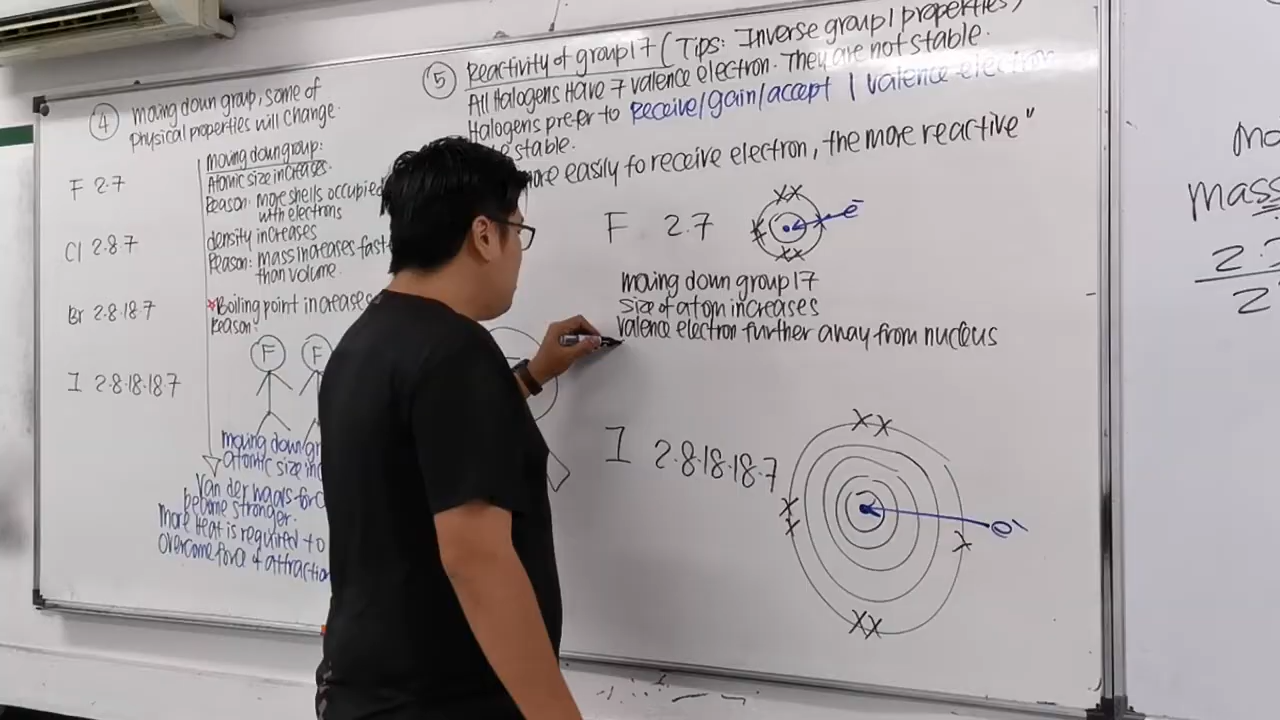 ④ moving down group, some of
physical properties will change.
F 2.7
Cl 2.8.7
Br 2.8.18.7
I 2.8.18.18.7
moving down group:
Atomic size increases.
Reason: more shells occupied
with electrons
density increases
Reason: mass increases fast
than volume.
*Boiling point increases
Reason:
F F
moving down gr
atomic size in
Van der waals forc
become stronger.
more heat is required to
overcome force of attraction
⑤ Reactivity of group 17 (Tips: Inverse group 1 properties)
All Halogens Have 7 valence electron. They are not stable.
Halogens prefer to Receive/gain/accept 1 valence electron
stable.
more easily to receive electron, the more reactive"
F 2.7
e-
moving down group 17
size of atom increases
valence electron further away from nucleus
I 2.8.18.18.7
e-
mass